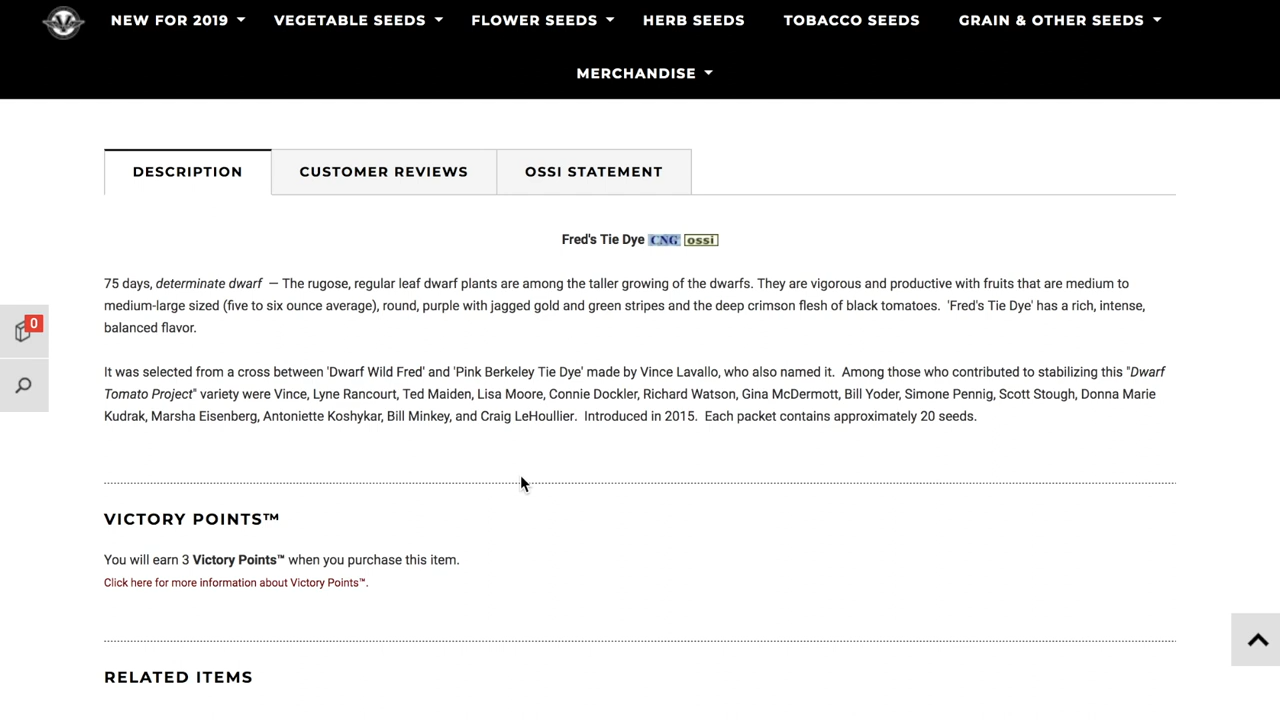 NEW FOR 2019 VEGETABLE SEEDS FLOWER SEEDS HERB SEEDS TOBACCO SEEDS GRAIN & OTHER SEEDS
MERCHANDISE
DESCRIPTION CUSTOMER REVIEWS OSSI STATEMENT
Fred's Tie Dye CNG ossi
75 days, determinate dwarf — The rugose, regular leaf dwarf plants are among the taller growing of the dwarfs. They are vigorous and productive with fruits that are medium to
medium-large sized (five to six ounce average), round, purple with jagged gold and green stripes and the deep crimson flesh of black tomatoes. 'Fred's Tie Dye' has a rich, intense,
balanced flavor.
0
It was selected from a cross between 'Dwarf Wild Fred' and 'Pink Berkeley Tie Dye' made by Vince Lavallo, who also named it. Among those who contributed to stabilizing this "Dwarf
Tomato Project" variety were Vince, Lyne Rancourt, Ted Maiden, Lisa Moore, Connie Dockler, Richard Watson, Gina McDermott, Bill Yoder, Simone Pennig, Scott Stough, Donna Marie
Kudrak, Marsha Eisenberg, Antoniette Koshykar, Bill Minkey, and Craig LeHoullier. Introduced in 2015. Each packet contains approximately 20 seeds.
VICTORY POINTS™
You will earn 3 Victory Points™ when you purchase this item.
Click here for more information about Victory Points™.
RELATED ITEMS